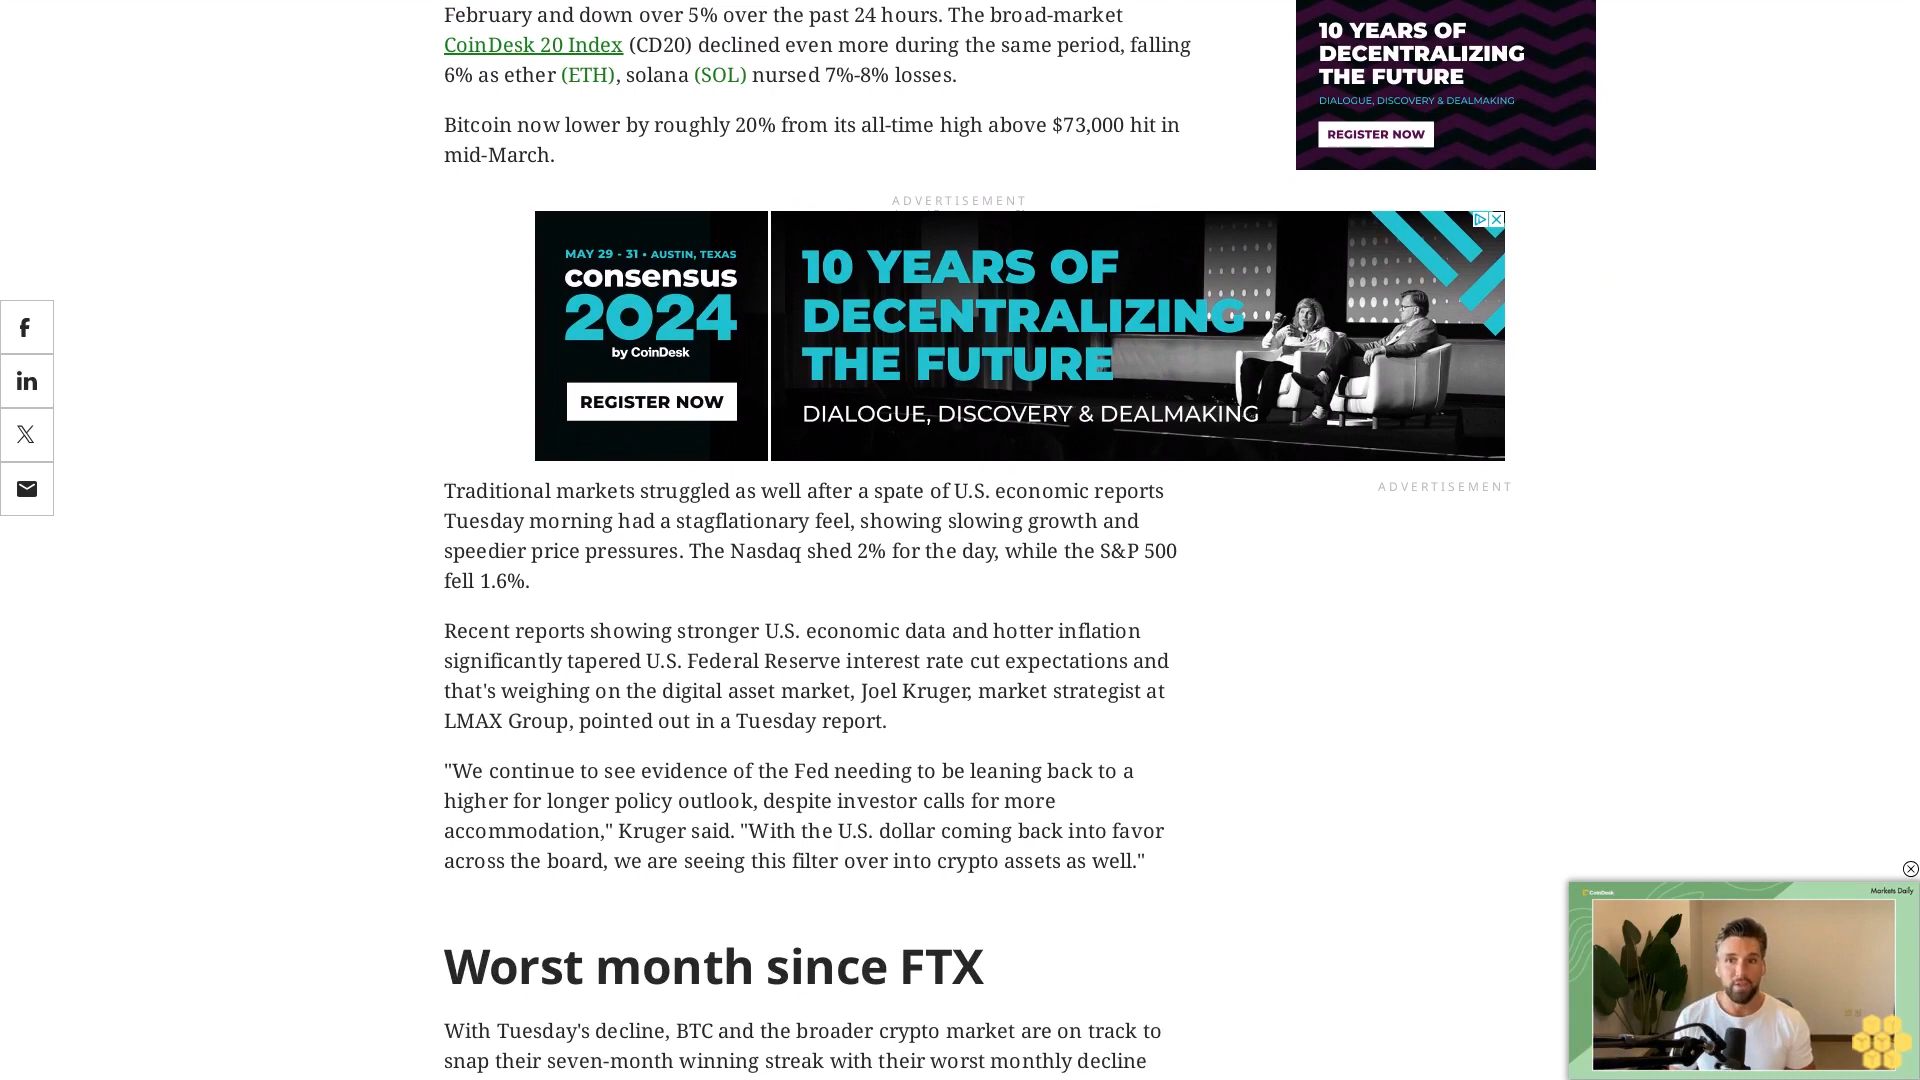 February and down over 5% over the past 24 hours. The broad-market
CoinDesk 20 Index (CD20) declined even more during the same period, falling
6% as ether (ETH), solana (SOL) nursed 7%-8% losses.
Bitcoin now lower by roughly 20% from its all-time high above $73,000 hit in
mid-March.
10 YEARS OF
DECENTRALIZING
THE FUTURE
DIALOGUE, DISCOVERY & DEALMAKING
REGISTER NOW
ADVERTISEMENT
MAY 29 - 31 • AUSTIN, TEXAS
consensus
2024
by CoinDesk
REGISTER NOW
10 YEARS OF
DECENTRALIZING
THE FUTURE
DIALOGUE, DISCOVERY & DEALMAKING
Traditional markets struggled as well after a spate of U.S. economic reports
Tuesday morning had a stagflationary feel, showing slowing growth and
speedier price pressures. The Nasdaq shed 2% for the day, while the S&P 500
fell 1.6%.
ADVERTISEMENT
Recent reports showing stronger U.S. economic data and hotter inflation
significantly tapered U.S. Federal Reserve interest rate cut expectations and
that's weighing on the digital asset market, Joel Kruger, market strategist at
LMAX Group, pointed out in a Tuesday report.
"We continue to see evidence of the Fed needing to be leaning back to a
higher for longer policy outlook, despite investor calls for more
accommodation," Kruger said. "With the U.S. dollar coming back into favor
across the board, we are seeing this filter over into crypto assets as well."
Worst month since FTX
With Tuesday's decline, BTC and the broader crypto market are on track to
snap their seven-month winning streak with their worst monthly decline
CoinDesk
Markets Daily